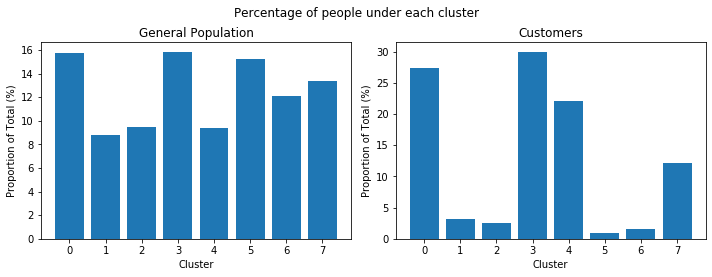 Percentage of people under each cluster
General Population
Proportion of Total (%)
16
14
12
10
8
6
4
2
0
0 1 2 3 4 5 6 7
Cluster
Customers
Proportion of Total (%)
30
25
20
15
10
5
0
0 1 2 3 4 5 6 7
Cluster